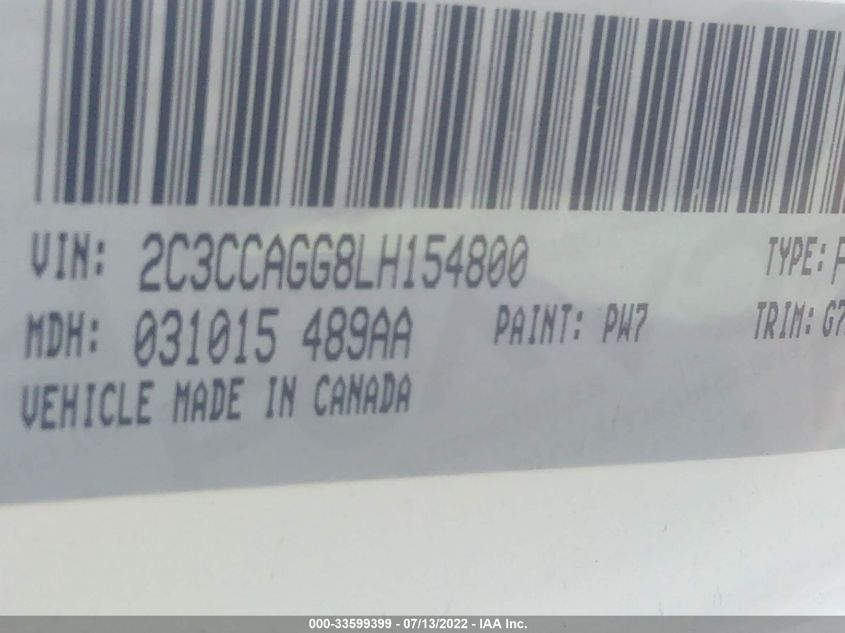 VIN: 2C3CCAGG8LH154800 TYPE:
MDH: 031015 489AA PAINT: PW7 TRIM: G7
VEHICLE MADE IN CANADA
000-33599399 - 07/13/2022 - IAA Inc.